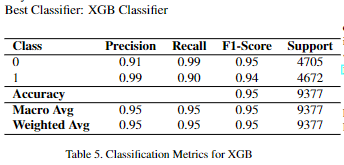 Best Classifier: XGB Classifier
Class Precision Recall F1-Score Support
0 0.91 0.99 0.95 4705
1 0.99 0.90 0.94 4672
Accuracy 0.95 9377
Macro Avg 0.95 0.95 0.95 9377
Weighted Avg 0.95 0.95 0.95 9377
Table 5. Classification Metrics for XGB